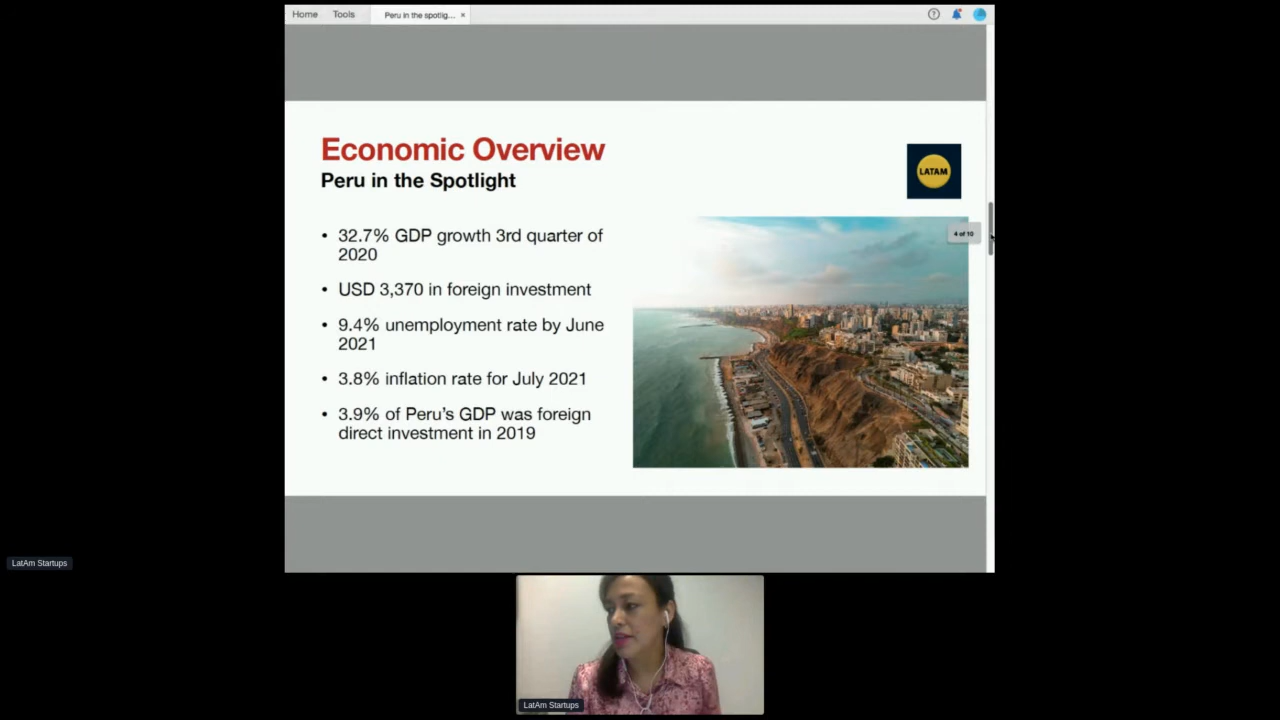 Home Tools Peru in the spotlig... ×
?
Economic Overview
Peru in the Spotlight
LATAM
• 32.7% GDP growth 3rd quarter of
2020
4 of 10
• USD 3,370 in foreign investment
• 9.4% unemployment rate by June
2021
• 3.8% inflation rate for July 2021
• 3.9% of Peru's GDP was foreign
direct investment in 2019
LatAm Startups
LatAm Startups